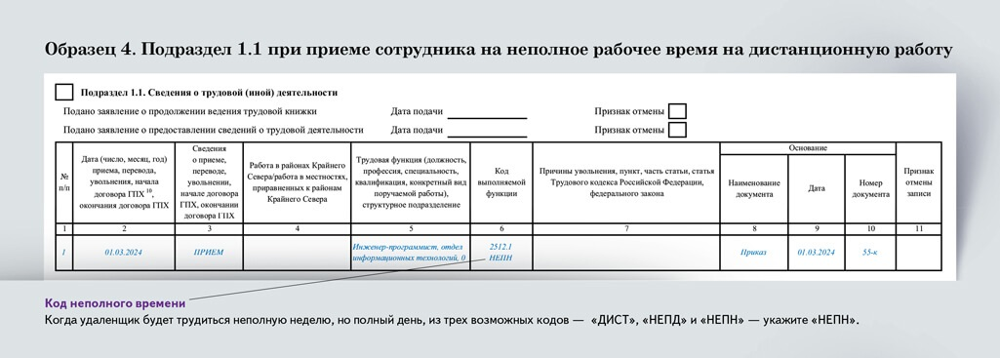 Образец 4. Подраздел 1.1 при приеме сотрудника на неполное рабочее время на дистанционную работу
Подраздел 1.1. Сведения о трудовой (иной) деятельности
Подано заявление о продолжении ведения трудовой книжки Дата подачи Признак отмены
Подано заявление о предоставлении сведений о трудовой деятельности Дата подачи Признак отмены
№
п/п
Дата (число, месяц, год)
приема, перевода,
увольнения, начала
договора ГПХ 10,
окончания договора ГПХ
Сведения
о приеме,
переводе,
увольнении,
начале договора
ГПХ, окончании
договора ГПХ
Работа в районах Крайнего
Севера/работа в местностях,
приравненных к районам
Крайнего Севера
Трудовая функция (должность,
профессия, специальность,
квалификация, конкретный вид
поручаемой работы),
структурное подразделение
Код
выполняемой
функции
Причины увольнения, пункт, часть статьи, статья
Трудового кодекса Российской Федерации,
федерального закона
Основание
Наименование
документа
Дата
Номер
документа
Признак
отмены
записи
1 2 3 4 5 6 7 8 9 10 11
1
01.03.2024
ПРИЕМ
Инженер-программист, отдел
информационных технологий, 0
2512.1
НЕПН
Приказ
01.03.2024
55-к
Код неполного времени
Когда удаленщик будет трудиться неполную неделю, но полный день, из трех возможных кодов — «ДИСТ», «НЕПД» и «НЕПН» — укажите «НЕПН».